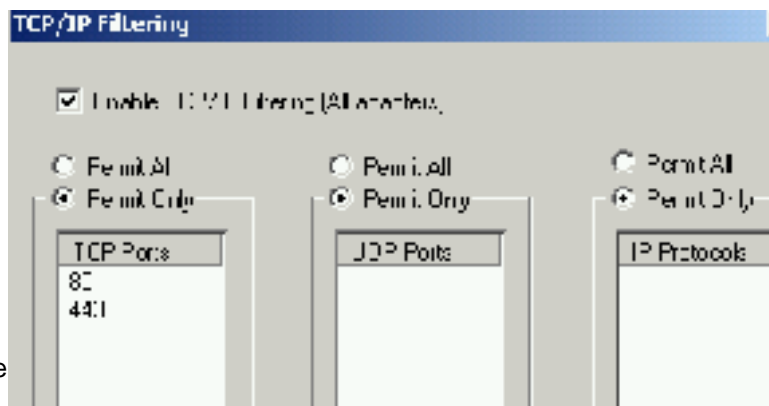 TCP/IP Filtering
Enable TCP/IP Filtering (All adapters)
Permit All
Permit Only
TCP Ports
80
Permit All
Permit Only
UDP Ports
Permit All
Permit Only
IP Protocols
e